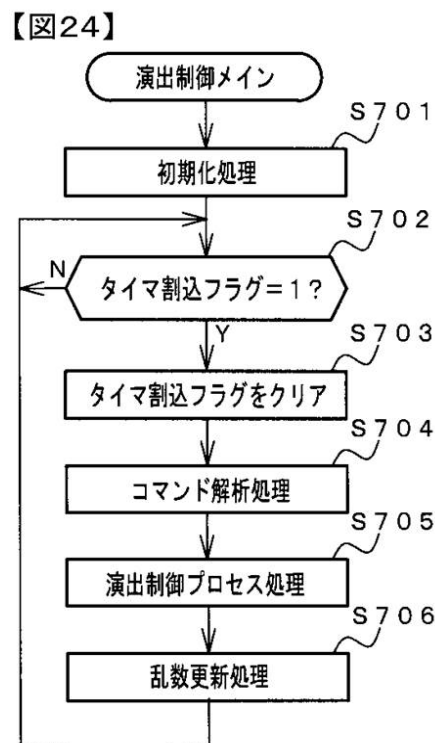 【図24】
演出制御メイン
S701
初期化処理
S702
N
タイマ割込フラグ=1?
Y
S703
タイマ割込フラグをクリア
S704
コマンド解析処理
S705
演出制御プロセス処理
S706
乱数更新処理